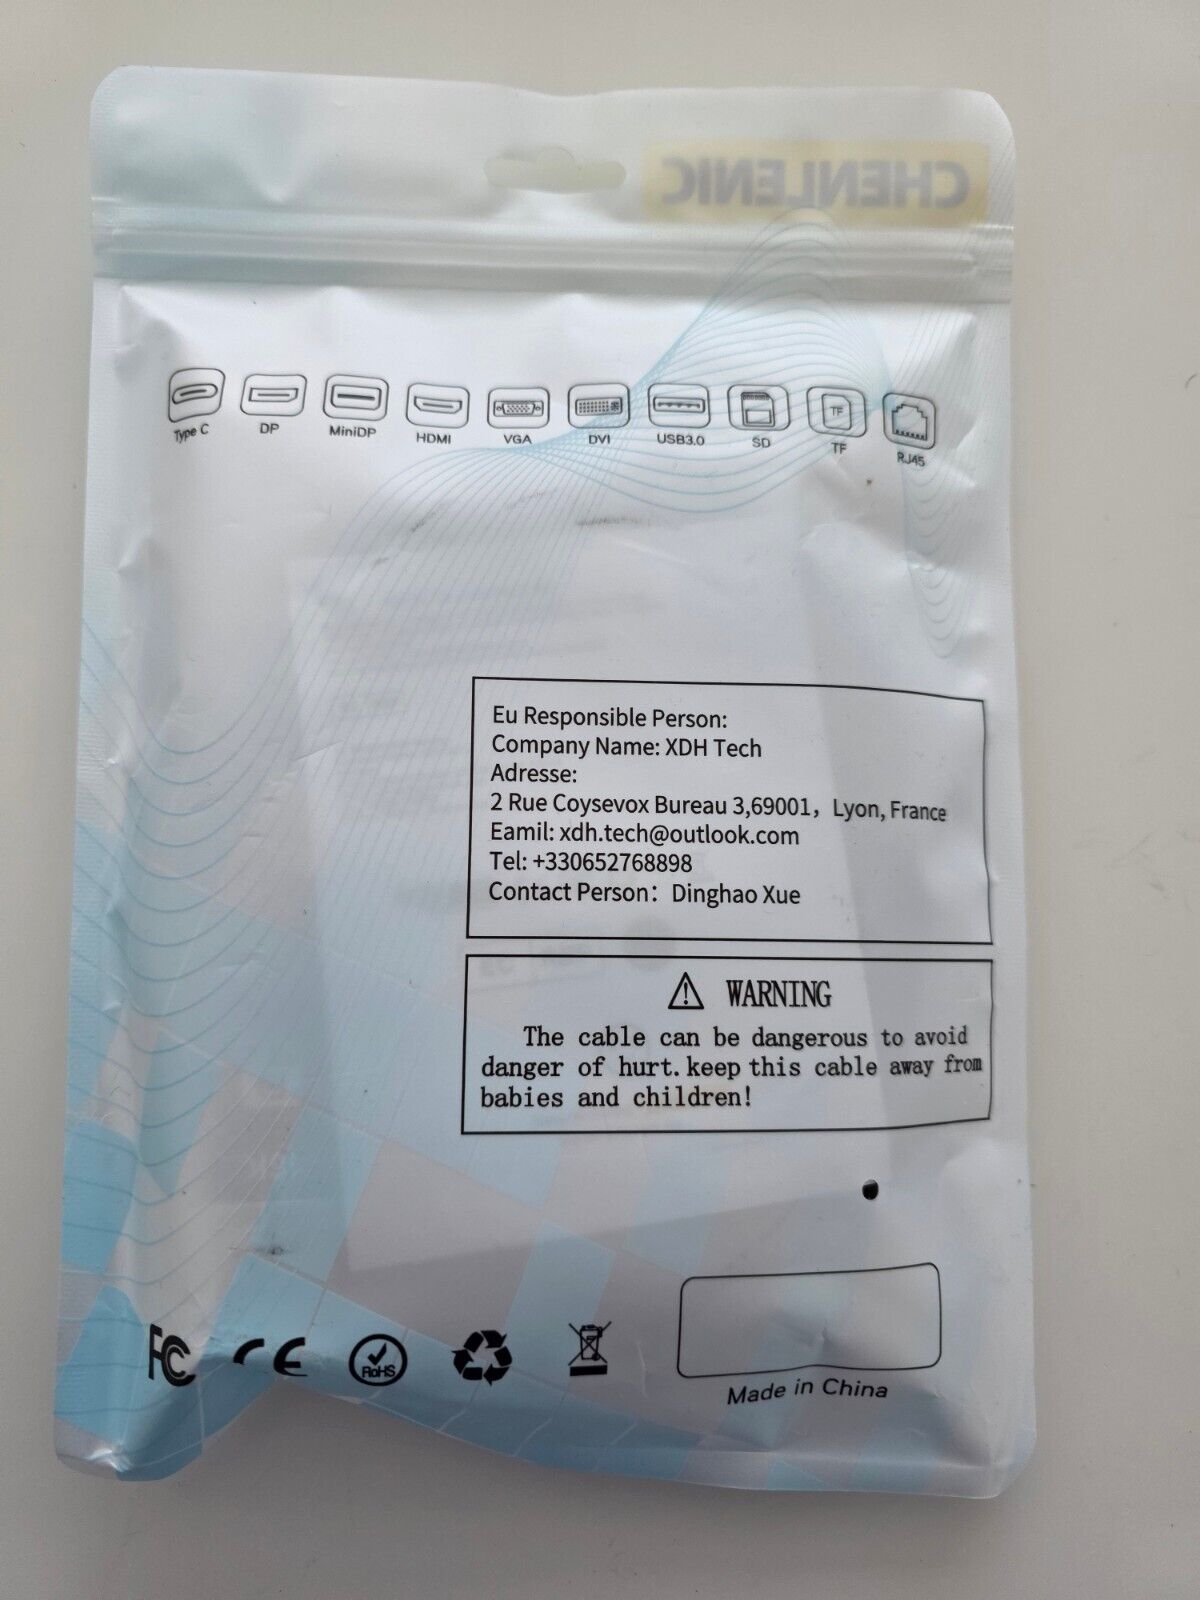 CHENLENIC
Type C DP MiniDP HDMI VGA DVI USB3.0 SD TF TF RJ45
Eu Responsible Person:
Company Name: XDH Tech
Adresse:
2 Rue Coysevox Bureau 3,69001，Lyon, France
Eamil: xdh.tech@outlook.com
Tel: +330652768898
Contact Person：Dinghao Xue
WARNING
The cable can be dangerous to avoid
danger of hurt. keep this cable away from
babies and children!
FC CE RoHS
Made in China